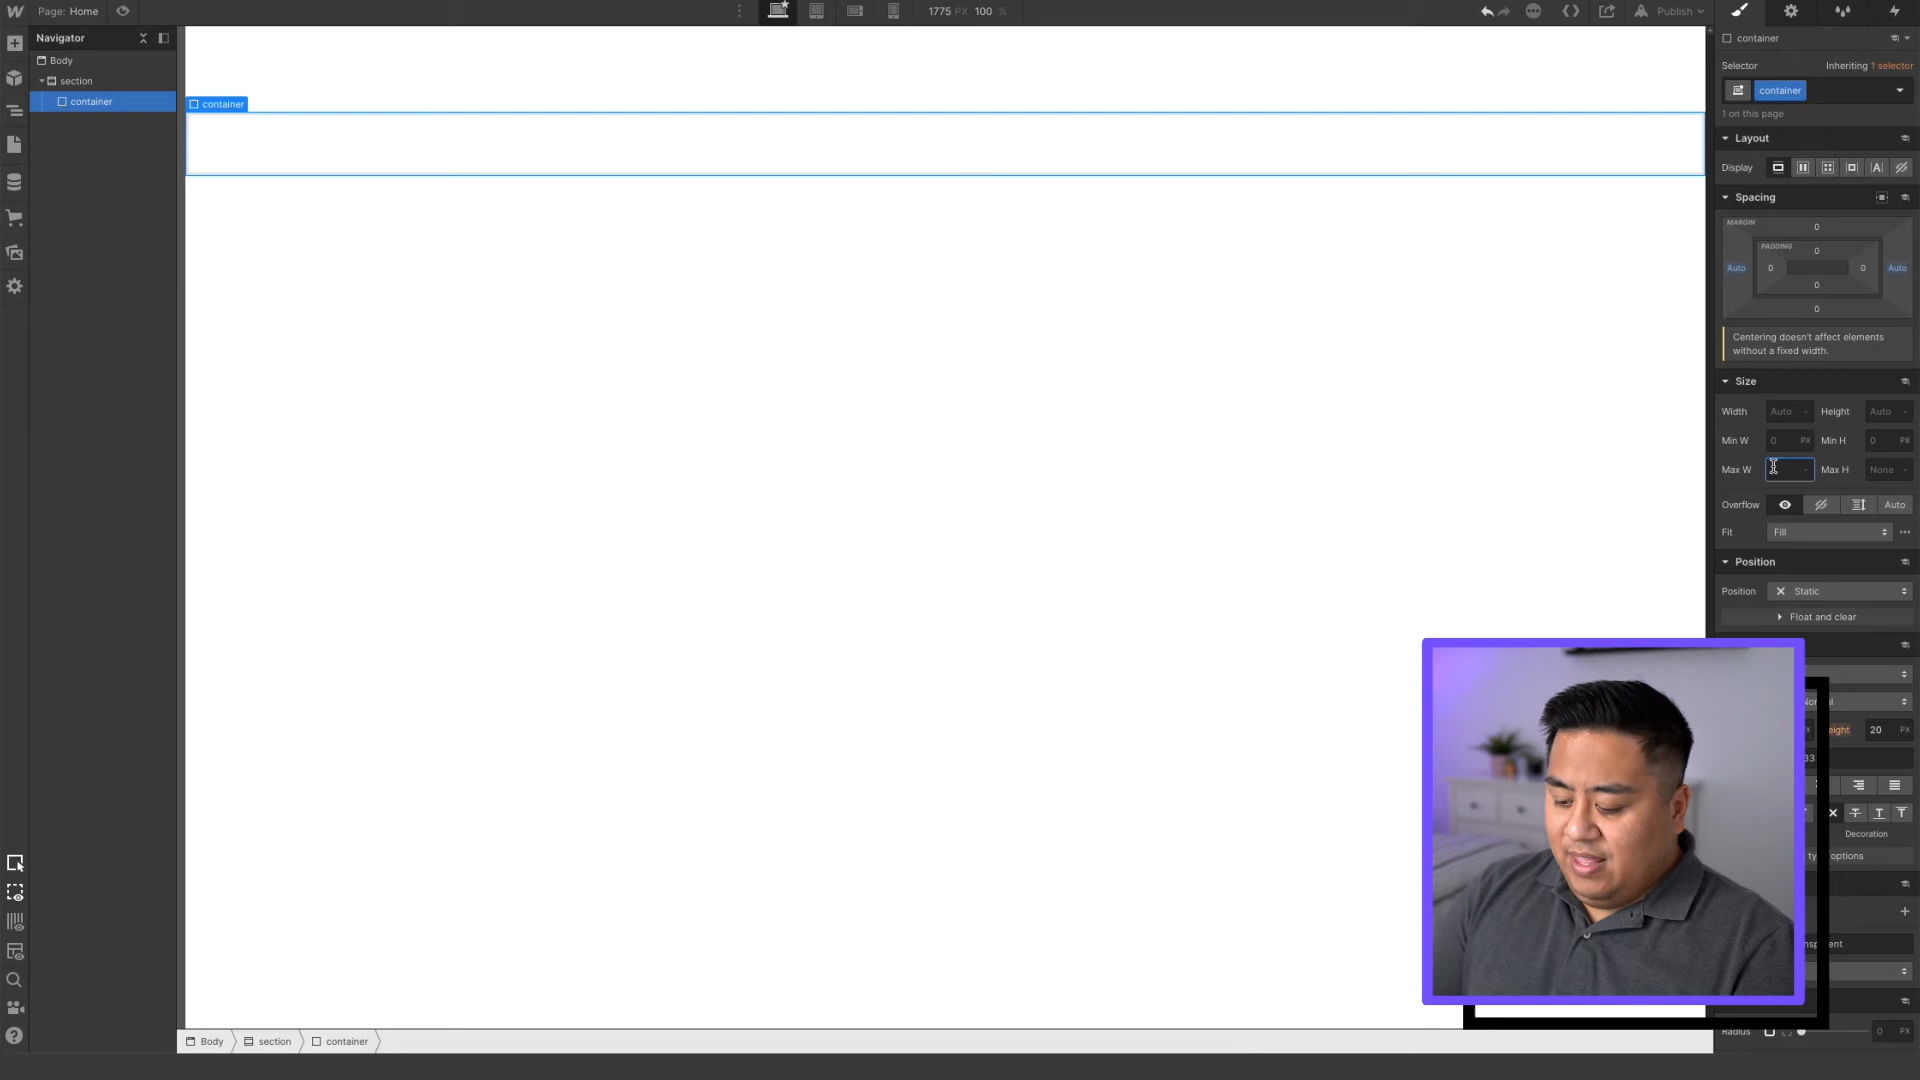 Page: Home
1775 PX 100 %
Publish
Navigator
Body
section
container
container
container
Selector
Inheriting 1 selector
container
1 on this page
Layout
Display
Spacing
MARGIN
0
PADDING
0
Auto
0
0
Auto
0
0
Centering doesn't affect elements
without a fixed width.
Size
Width Auto - Height Auto -
Min W 0 PX Min H 0 PX
Max W - Max H None -
Overflow Auto
Fit Fill
Position
Position Static
Float and clear
eight 20 PX
33
Decoration
options
Radius 0 PX
Body section container